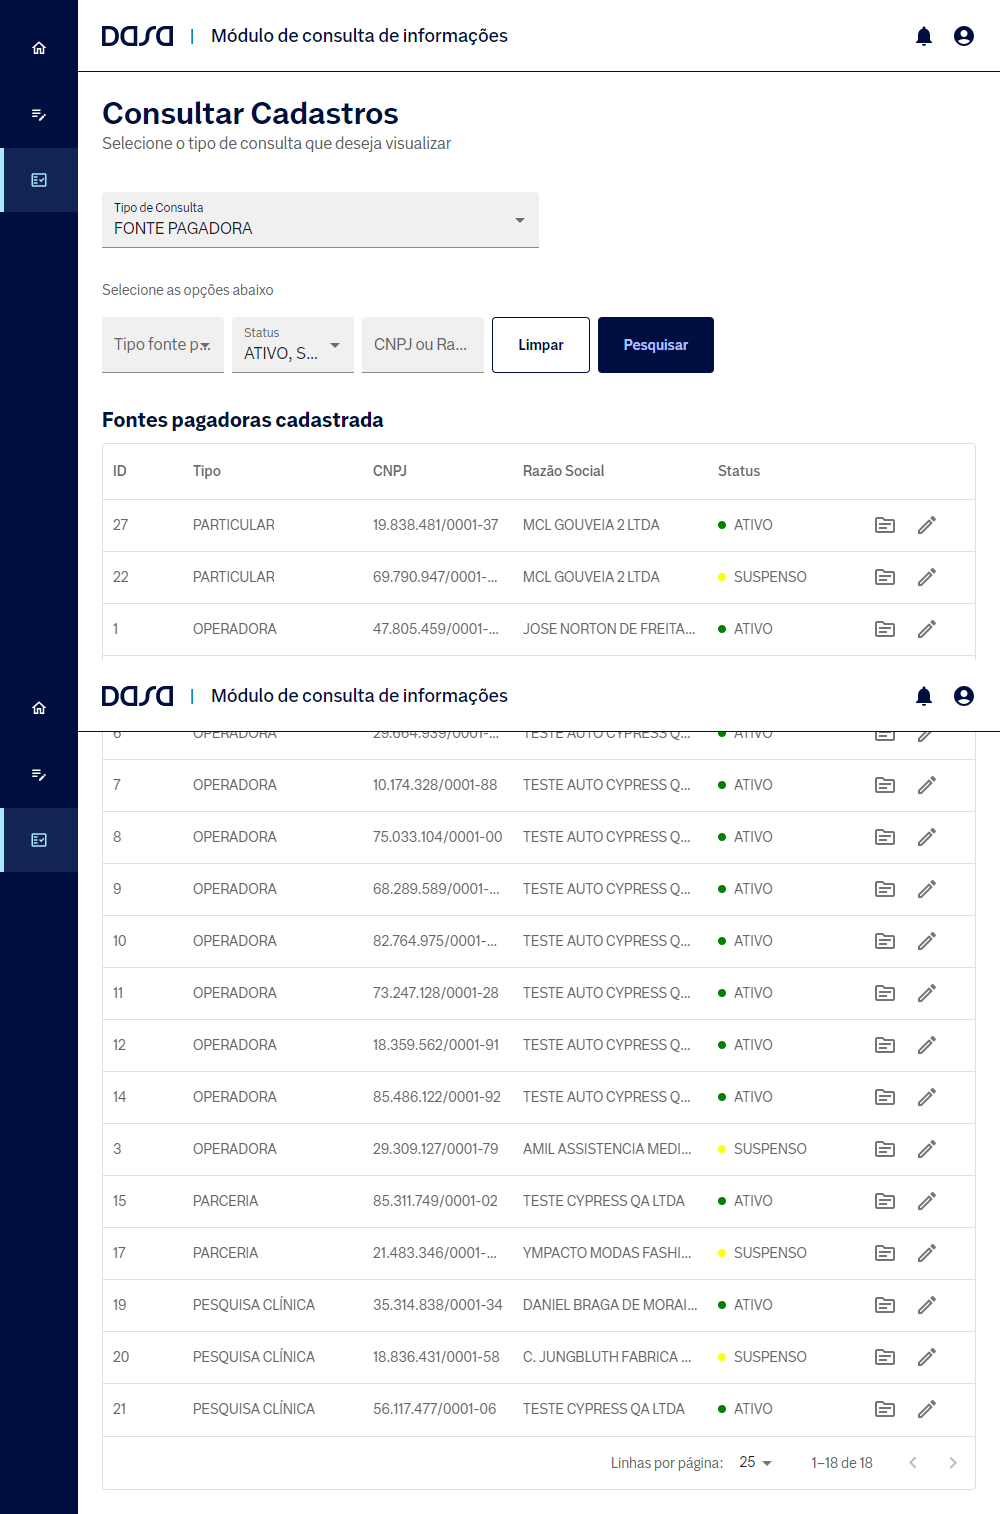 Dasa | Módulo de consulta de informações
Consultar Cadastros
Selecione o tipo de consulta que deseja visualizar
Tipo de Consulta
FONTE PAGADORA
Selecione as opções abaixo
Tipo fonte p... Status ATIVO, S... CNPJ ou Ra... Limpar Pesquisar
Fontes pagadoras cadastrada
ID Tipo CNPJ Razão Social Status
27 PARTICULAR 19.838.481/0001-37 MCL GOUVEIA 2 LTDA ATIVO
22 PARTICULAR 69.790.947/0001-... MCL GOUVEIA 2 LTDA SUSPENSO
1 OPERADORA 47.805.459/0001-... JOSE NORTON DE FREITA... ATIVO
Dasa | Módulo de consulta de informações
6 OPERADORA 29.664.939/0001-... TESTE AUTO CYPRESS Q... ATIVO
7 OPERADORA 10.174.328/0001-88 TESTE AUTO CYPRESS Q... ATIVO
8 OPERADORA 75.033.104/0001-00 TESTE AUTO CYPRESS Q... ATIVO
9 OPERADORA 68.289.589/0001-... TESTE AUTO CYPRESS Q... ATIVO
10 OPERADORA 82.764.975/0001-... TESTE AUTO CYPRESS Q... ATIVO
11 OPERADORA 73.247.128/0001-28 TESTE AUTO CYPRESS Q... ATIVO
12 OPERADORA 18.359.562/0001-91 TESTE AUTO CYPRESS Q... ATIVO
14 OPERADORA 85.486.122/0001-92 TESTE AUTO CYPRESS Q... ATIVO
3 OPERADORA 29.309.127/0001-79 AMIL ASSISTENCIA MEDI... SUSPENSO
15 PARCERIA 85.311.749/0001-02 TESTE CYPRESS QA LTDA ATIVO
17 PARCERIA 21.483.346/0001-... YMPACTO MODAS FASHI... SUSPENSO
19 PESQUISA CLÍNICA 35.314.838/0001-34 DANIEL BRAGA DE MORAI... ATIVO
20 PESQUISA CLÍNICA 18.836.431/0001-58 C. JUNGBLUTH FABRICA ... SUSPENSO
21 PESQUISA CLÍNICA 56.117.477/0001-06 TESTE CYPRESS QA LTDA ATIVO
Linhas por página: 25 1–18 de 18